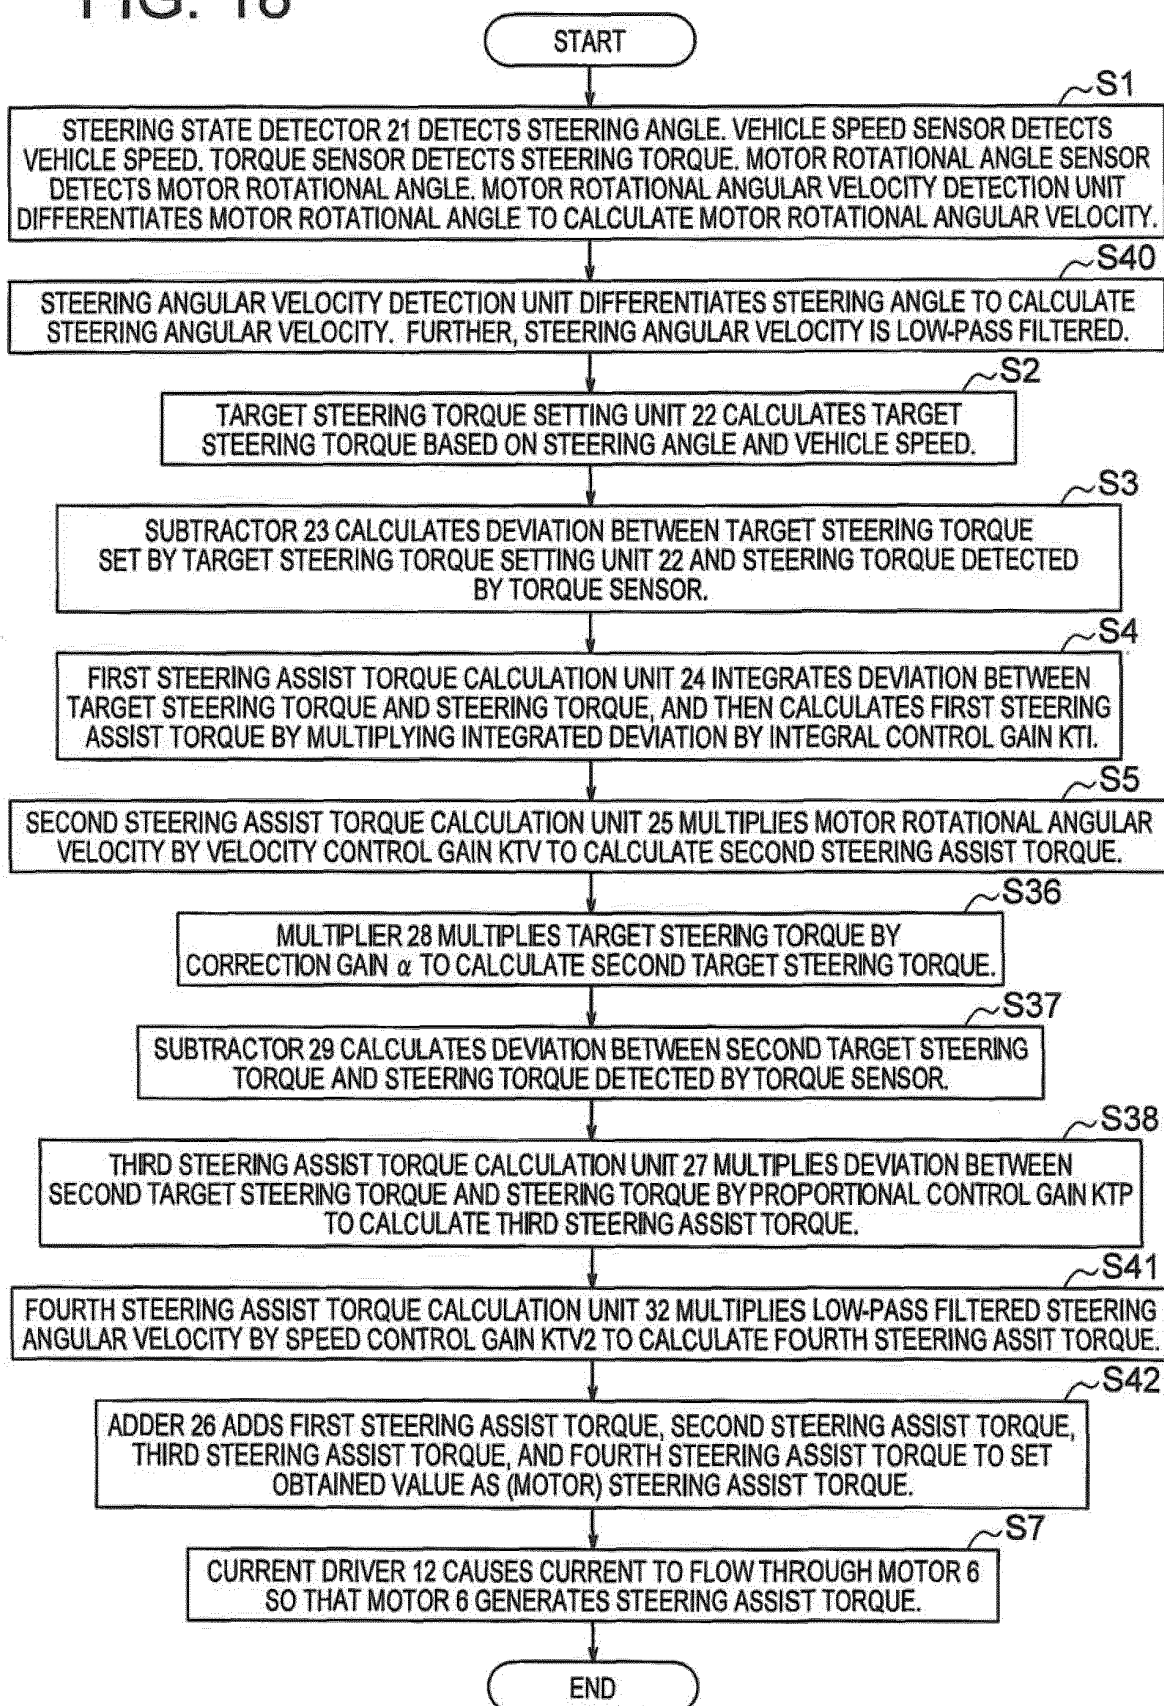 FIG. 18
START
S1
STEERING STATE DETECTOR 21 DETECTS STEERING ANGLE. VEHICLE SPEED SENSOR DETECTS
VEHICLE SPEED. TORQUE SENSOR DETECTS STEERING TORQUE. MOTOR ROTATIONAL ANGLE SENSOR
DETECTS MOTOR ROTATIONAL ANGLE. MOTOR ROTATIONAL ANGULAR VELOCITY DETECTION UNIT
DIFFERENTIATES MOTOR ROTATIONAL ANGLE TO CALCULATE MOTOR ROTATIONAL ANGULAR VELOCITY.
S40
STEERING ANGULAR VELOCITY DETECTION UNIT DIFFERENTIATES STEERING ANGLE TO CALCULATE
STEERING ANGULAR VELOCITY. FURTHER, STEERING ANGULAR VELOCITY IS LOW-PASS FILTERED.
S2
TARGET STEERING TORQUE SETTING UNIT 22 CALCULATES TARGET
STEERING TORQUE BASED ON STEERING ANGLE AND VEHICLE SPEED.
S3
SUBTRACTOR 23 CALCULATES DEVIATION BETWEEN TARGET STEERING TORQUE
SET BY TARGET STEERING TORQUE SETTING UNIT 22 AND STEERING TORQUE DETECTED
BY TORQUE SENSOR.
S4
FIRST STEERING ASSIST TORQUE CALCULATION UNIT 24 INTEGRATES DEVIATION BETWEEN
TARGET STEERING TORQUE AND STEERING TORQUE, AND THEN CALCULATES FIRST STEERING
ASSIST TORQUE BY MULTIPLYING INTEGRATED DEVIATION BY INTEGRAL CONTROL GAIN KTI.
S5
SECOND STEERING ASSIST TORQUE CALCULATION UNIT 25 MULTIPLIES MOTOR ROTATIONAL ANGULAR
VELOCITY BY VELOCITY CONTROL GAIN KTV TO CALCULATE SECOND STEERING ASSIST TORQUE.
S36
MULTIPLIER 28 MULTIPLIES TARGET STEERING TORQUE BY
CORRECTION GAIN α TO CALCULATE SECOND TARGET STEERING TORQUE.
S37
SUBTRACTOR 29 CALCULATES DEVIATION BETWEEN SECOND TARGET STEERING
TORQUE AND STEERING TORQUE DETECTED BY TORQUE SENSOR.
S38
THIRD STEERING ASSIST TORQUE CALCULATION UNIT 27 MULTIPLIES DEVIATION BETWEEN
SECOND TARGET STEERING TORQUE AND STEERING TORQUE BY PROPORTIONAL CONTROL GAIN KTP
TO CALCULATE THIRD STEERING ASSIST TORQUE.
S41
FOURTH STEERING ASSIST TORQUE CALCULATION UNIT 32 MULTIPLIES LOW-PASS FILTERED STEERING
ANGULAR VELOCITY BY SPEED CONTROL GAIN KTV2 TO CALCULATE FOURTH STEERING ASSIT TORQUE.
S42
ADDER 26 ADDS FIRST STEERING ASSIST TORQUE, SECOND STEERING ASSIST TORQUE,
THIRD STEERING ASSIST TORQUE, AND FOURTH STEERING ASSIST TORQUE TO SET
OBTAINED VALUE AS (MOTOR) STEERING ASSIST TORQUE.
S7
CURRENT DRIVER 12 CAUSES CURRENT TO FLOW THROUGH MOTOR 6
SO THAT MOTOR 6 GENERATES STEERING ASSIST TORQUE.
END